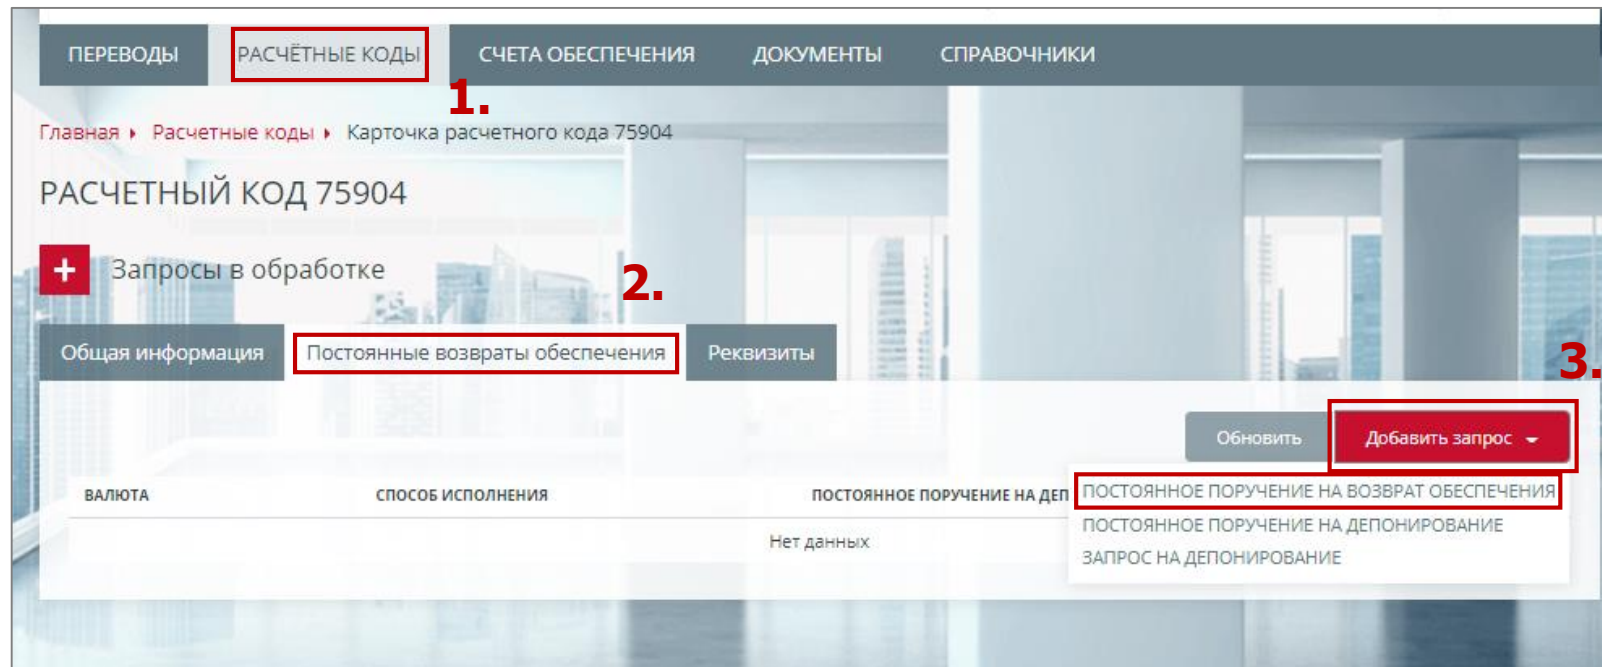 ПЕРЕВОДЫ РАСЧЁТНЫЕ КОДЫ СЧЕТА ОБЕСПЕЧЕНИЯ ДОКУМЕНТЫ СПРАВОЧНИКИ
1.
Главная Расчетные коды Карточка расчетного кода 75904
РАСЧЕТНЫЙ КОД 75904
+ Запросы в обработке
2.
Общая информация Постоянные возвраты обеспечения Реквизиты
3.
Обновить Добавить запрос
ВАЛЮТА СПОСОБ ИСПОЛНЕНИЯ ПОСТОЯННОЕ ПОРУЧЕНИЕ НА ДЕП
ПОСТОЯННОЕ ПОРУЧЕНИЕ НА ВОЗВРАТ ОБЕСПЕЧЕНИЯ
ПОСТОЯННОЕ ПОРУЧЕНИЕ НА ДЕПОНИРОВАНИЕ
Нет данных
ЗАПРОС НА ДЕПОНИРОВАНИЕ